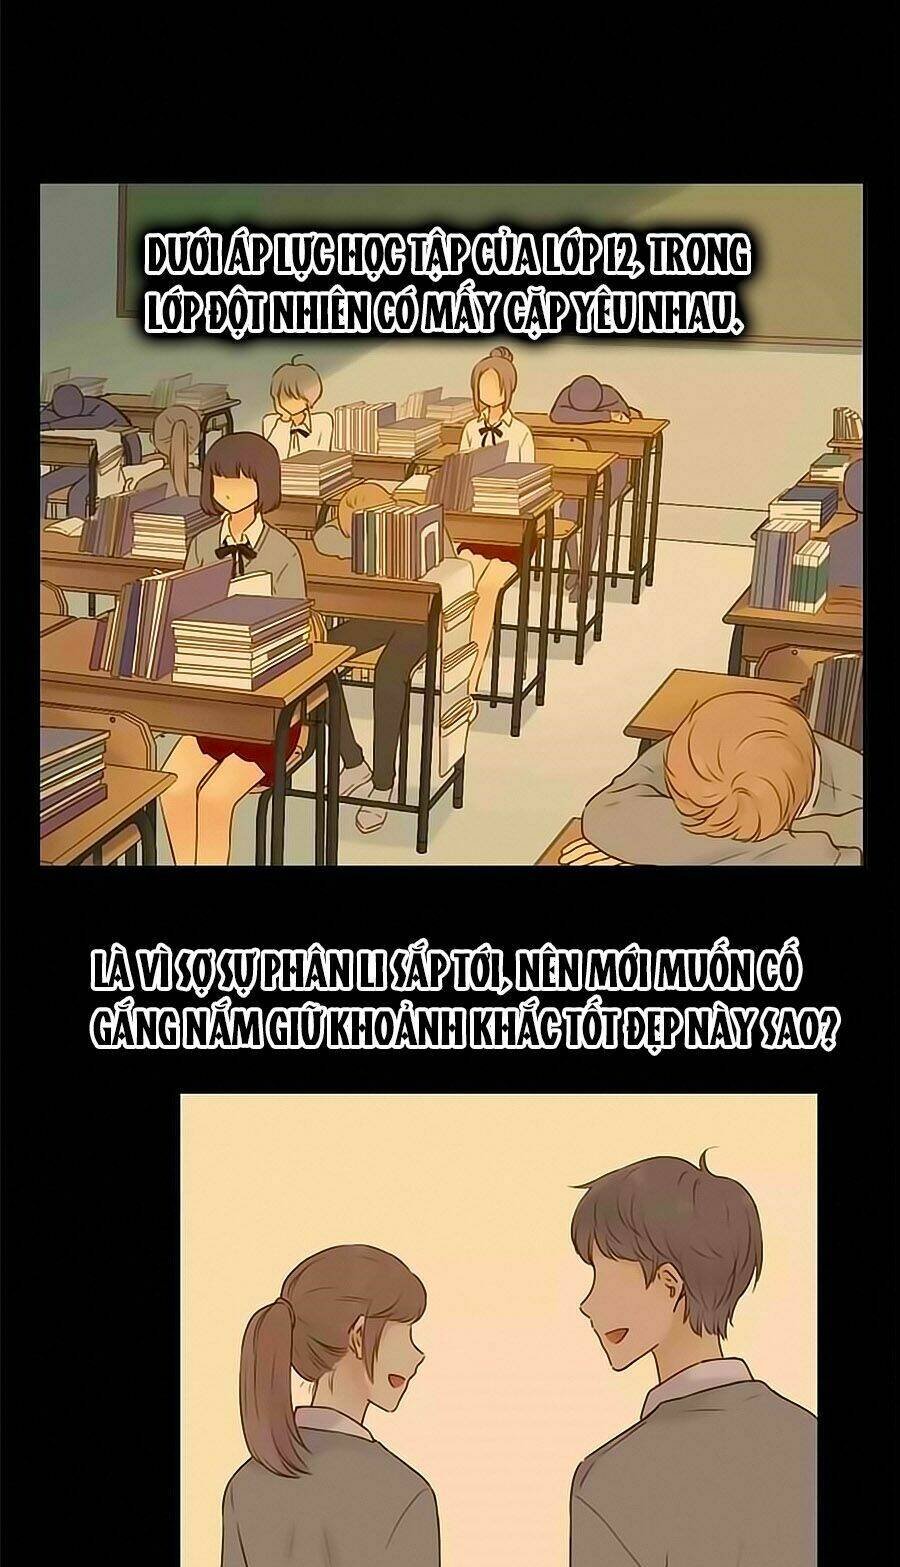 DƯỚI ÁP LỰC HỌC TẬP CỦA LỚP 12, TRONG
LỚP ĐỘT NHIÊN CÓ MẤY CẶP YÊU NHAU.
LÀ VÌ SỢ SỰ PHÂN LI SẮP TỚI, NÊN MỚI MUỐN CỐ
GẮNG NẮM GIỮ KHOẢNH KHẮC TỐT ĐẸP NÀY SAO?